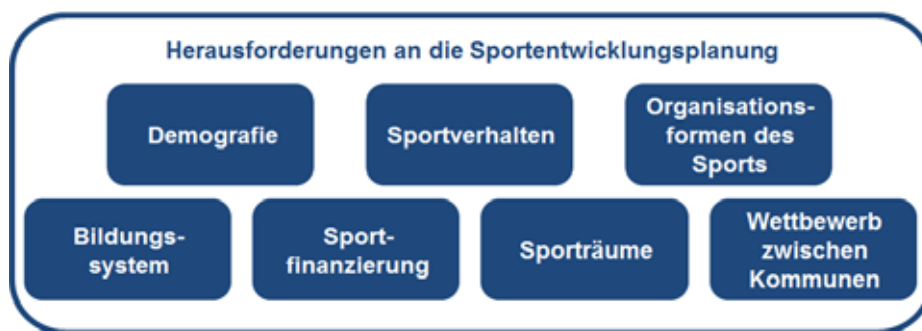 Herausforderungen an die Sportentwicklungsplanung
Demografie
Sportverhalten
Organisations-
formen des
Sports
Bildungs-
system
Sport-
finanzierung
Sporträume
Wettbewerb
zwischen
Kommunen